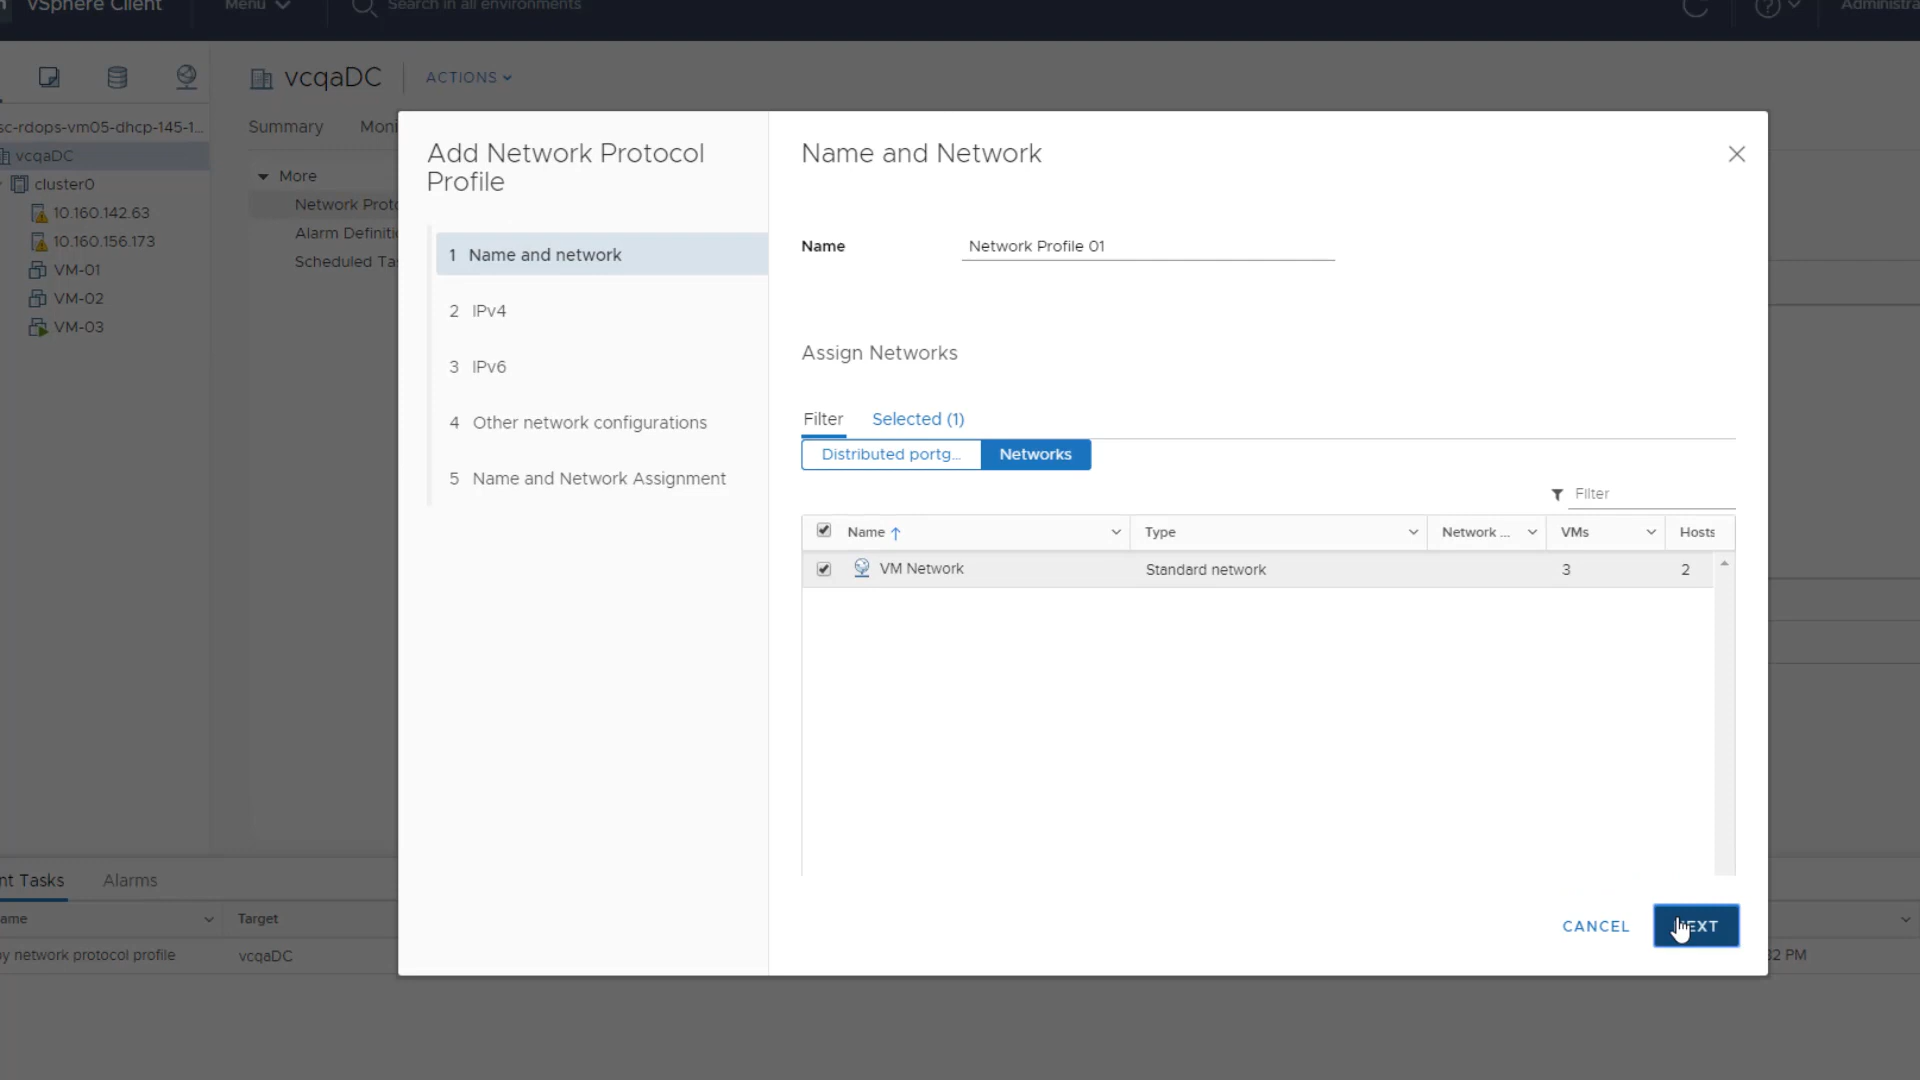 vSphere Client
Menu
Search in all environments
Administra
sc-rdops-vm05-dhcp-145-1...
vcqaDC
cluster0
10.160.142.63
10.160.156.173
VM-01
VM-02
VM-03
vcqaDC
ACTIONS
Summary
Moni
More
Network Proto
Alarm Definiti
Scheduled Tas
Add Network Protocol
Profile
1 Name and network
2 IPv4
3 IPv6
4 Other network configurations
5 Name and Network Assignment
Name and Network
Name
Network Profile 01
Assign Networks
Filter
Selected (1)
Distributed portg...
Networks
Filter
Name
Type
Network ...
VMs
Hosts
VM Network
Standard network
3
2
CANCEL
NEXT
nt Tasks
Alarms
ame
Target
oy network protocol profile
vcqaDC
32 PM